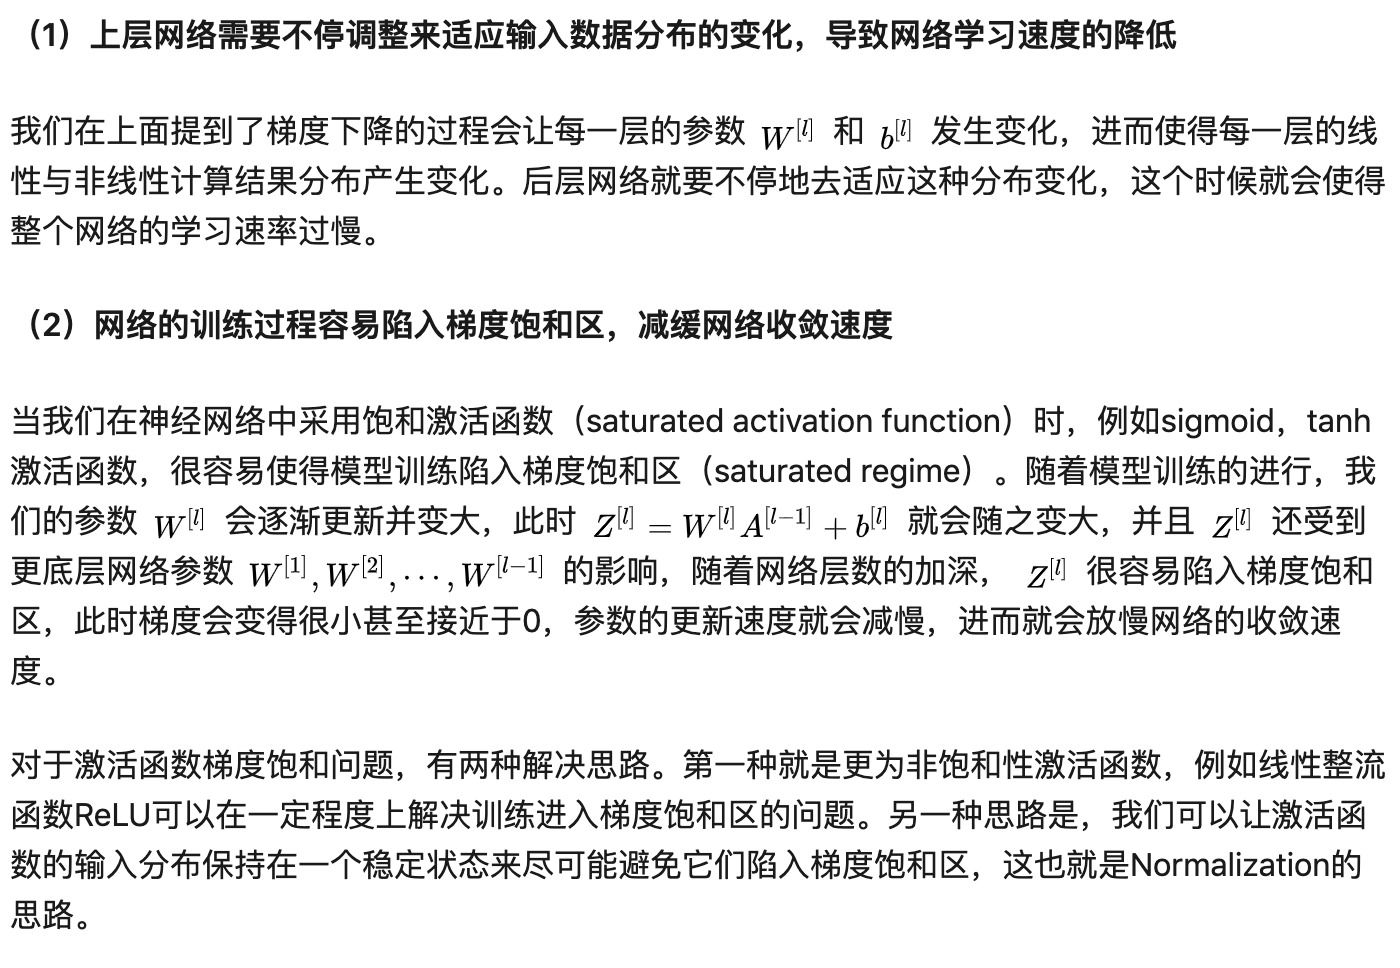 （1）上层网络需要不停调整来适应输入数据分布的变化，导致网络学习速度的降低
我们在上面提到了梯度下降的过程会让每一层的参数 $W^{[l]}$ 和 $b^{[l]}$ 发生变化，进而使得每一层的线
性与非线性计算结果分布产生变化。后层网络就要不停地去适应这种分布变化，这个时候就会使得
整个网络的学习速率过慢。
（2）网络的训练过程容易陷入梯度饱和区，减缓网络收敛速度
当我们在神经网络中采用饱和激活函数（saturated activation function）时，例如sigmoid，tanh
激活函数，很容易使得模型训练陷入梯度饱和区（saturated regime）。随着模型训练的进行，我
们的参数 $W^{[l]}$ 会逐渐更新并变大，此时 $Z^{[l]} = W^{[l]}A^{[l-1]} + b^{[l]}$ 就会随之变大，并且 $Z^{[l]}$ 还受到
更底层网络参数 $W^{[1]}, W^{[2]}, \cdots, W^{[l-1]}$ 的影响，随着网络层数的加深， $Z^{[l]}$ 很容易陷入梯度饱和
区，此时梯度会变得很小甚至接近于0，参数的更新速度就会减慢，进而就会放慢网络的收敛速
度。
对于激活函数梯度饱和问题，有两种解决思路。第一种就是更为非饱和性激活函数，例如线性整流
函数ReLU可以在一定程度上解决训练进入梯度饱和区的问题。另一种思路是，我们可以让激活函
数的输入分布保持在一个稳定状态来尽可能避免它们陷入梯度饱和区，这也就是Normalization的
思路。